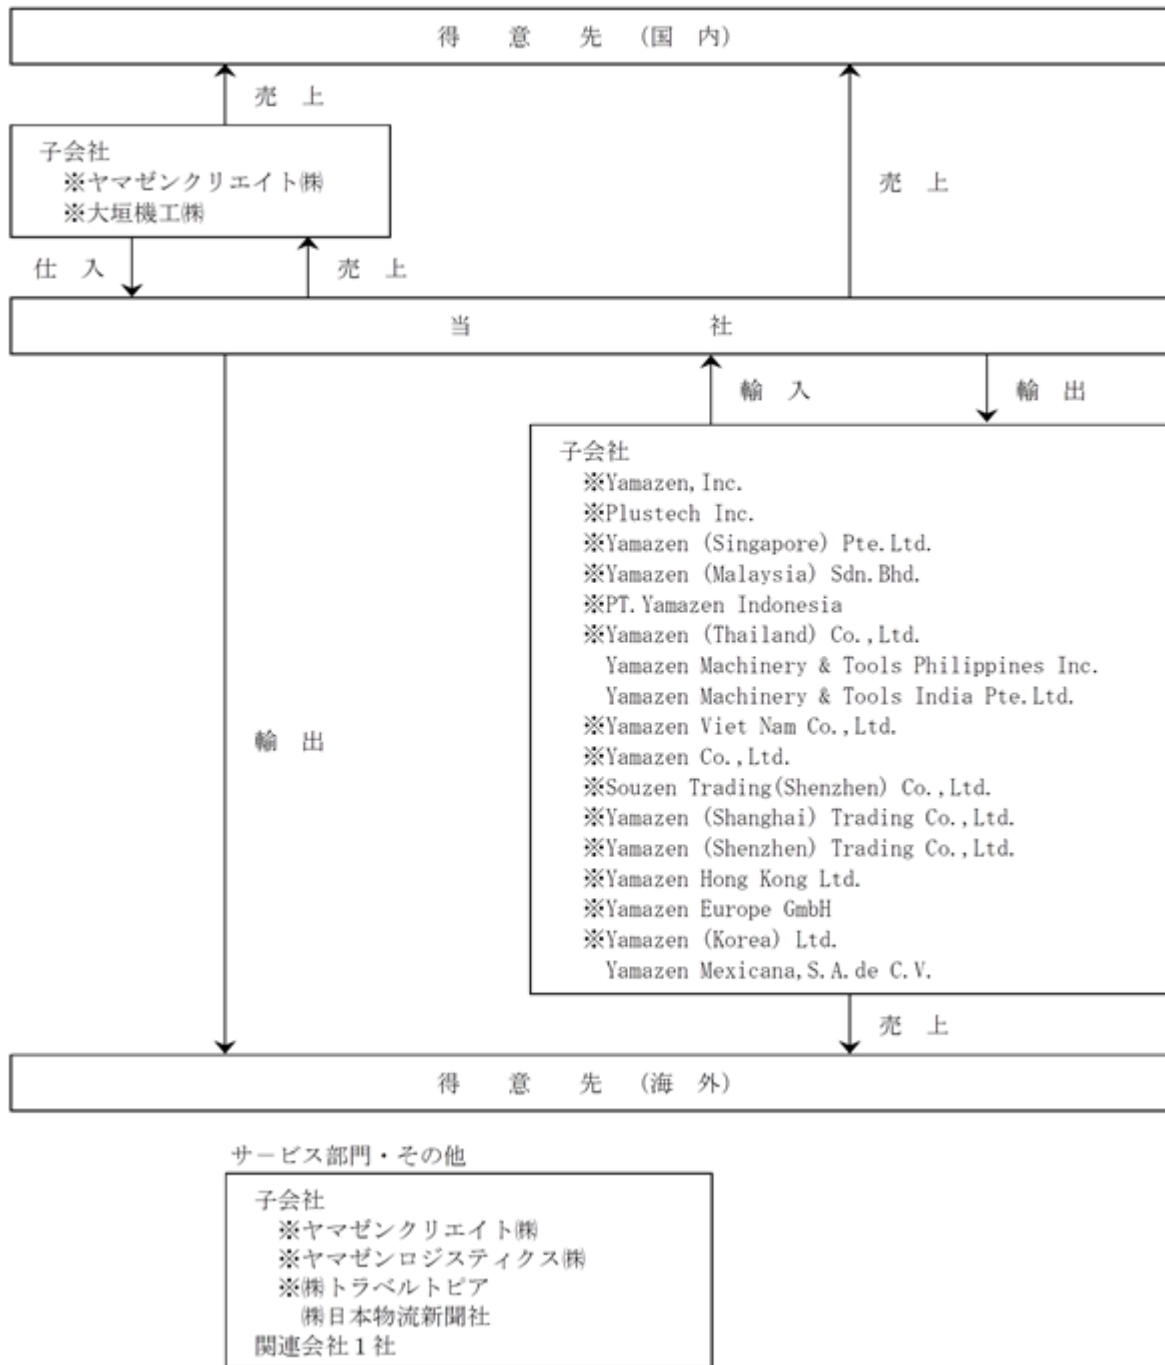 得 意 先 (国 内)
売 上
子会社
※ヤマゼンクリエイト㈱
※大垣機工㈱
売 上
仕 入
売 上
当 社
輸 入
輸 出
子会社
※Yamazen,Inc.
※Plustech Inc.
※Yamazen (Singapore) Pte.Ltd.
※Yamazen (Malaysia) Sdn.Bhd.
※PT.Yamazen Indonesia
※Yamazen (Thailand) Co.,Ltd.
Yamazen Machinery & Tools Philippines Inc.
Yamazen Machinery & Tools India Pte.Ltd.
※Yamazen Viet Nam Co.,Ltd.
※Yamazen Co.,Ltd.
※Souzen Trading(Shenzhen) Co.,Ltd.
※Yamazen (Shanghai) Trading Co.,Ltd.
※Yamazen (Shenzhen) Trading Co.,Ltd.
※Yamazen Hong Kong Ltd.
※Yamazen Europe GmbH
※Yamazen (Korea) Ltd.
Yamazen Mexicana,S.A.de C.V.
輸 出
売 上
得 意 先 (海 外)
サービス部門・その他
子会社
※ヤマゼンクリエイト㈱
※ヤマゼンロジスティクス㈱
※㈱トラベルトピア
㈱日本物流新聞社
関連会社１社